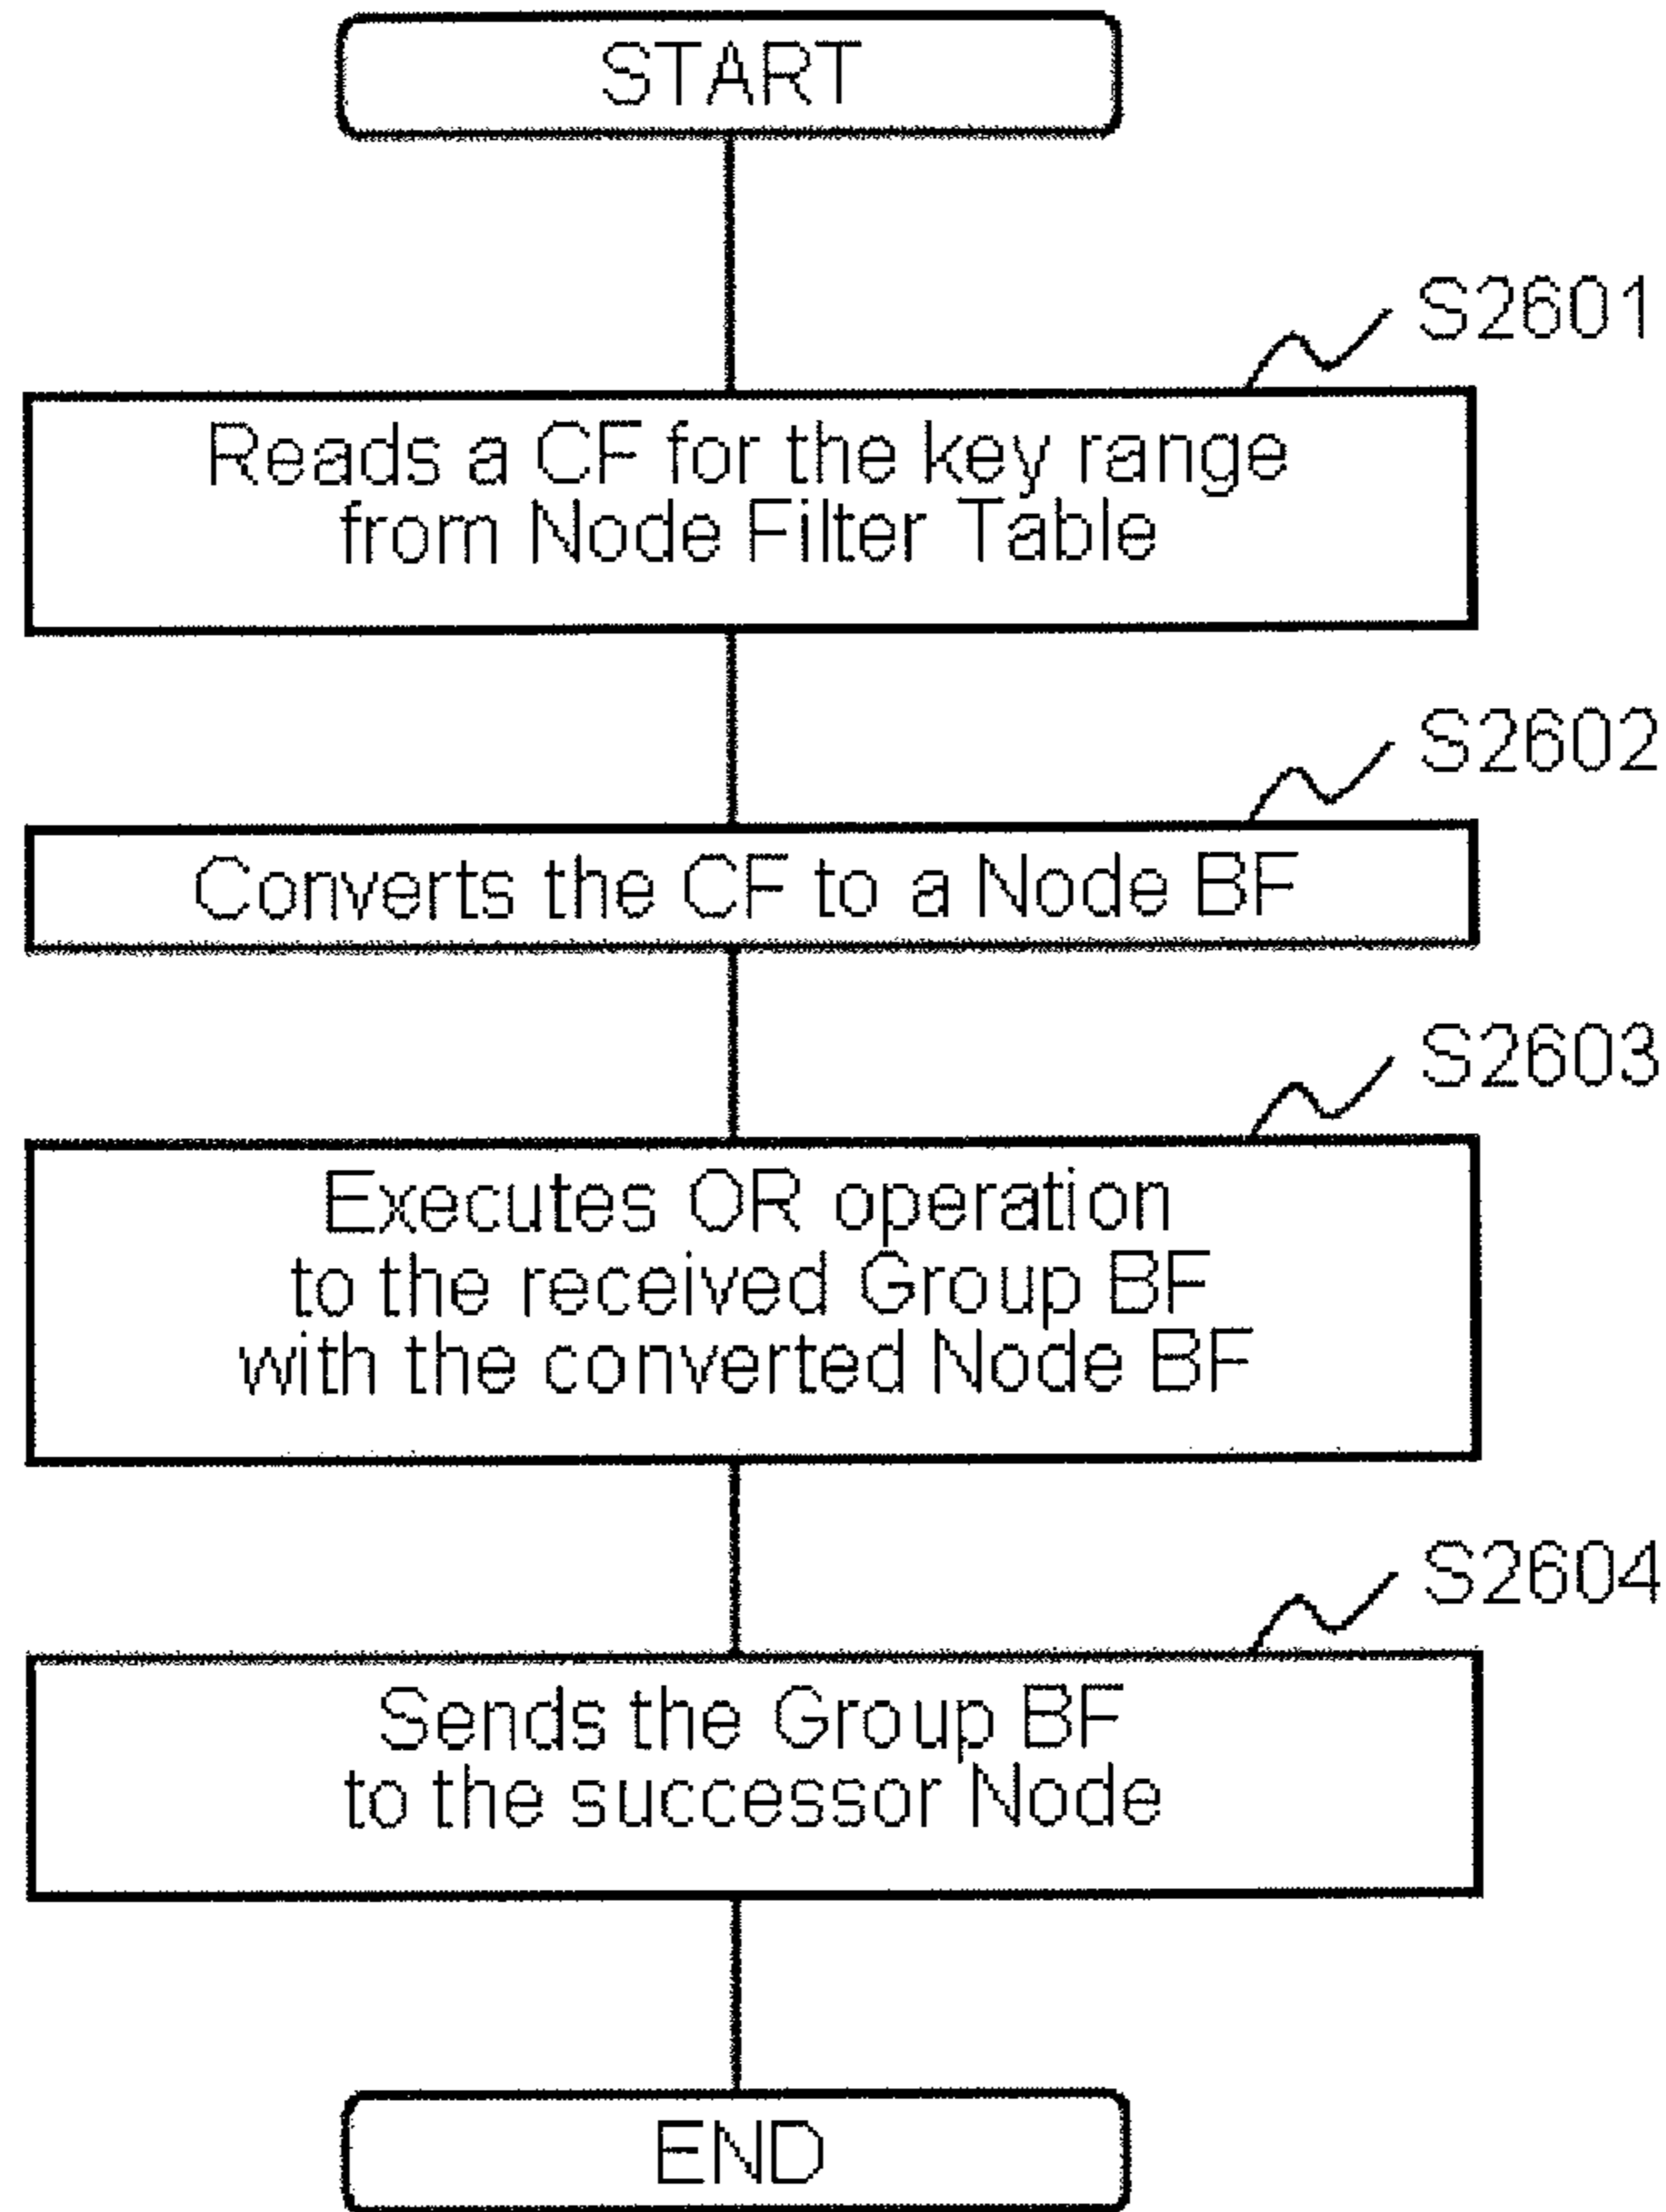 START
S2601
Reads a CF for the key range
from Node Filter Table
S2602
Converts the CF to a Node BF
S2603
Executes OR operation
to the received Group BF
with the converted Node BF
S2604
Sends the Group BF
to the successor Node
END